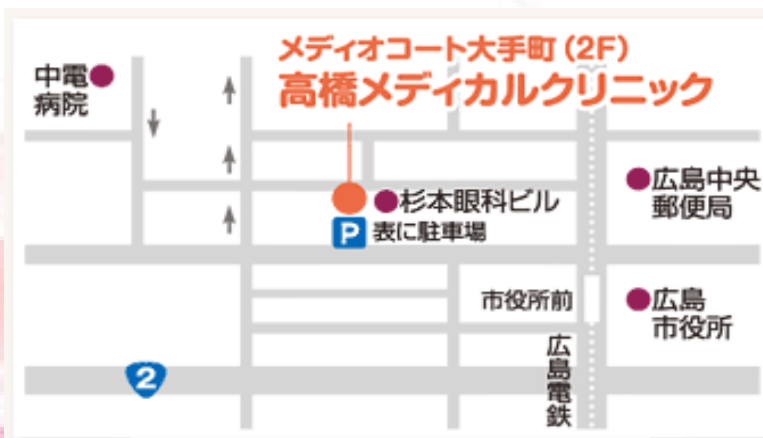 メディオコート大手町（2F）
高橋メディカルクリニック
中電
病院
杉本眼科ビル
P 表に駐車場
広島中央
郵便局
市役所前
広島
市役所
広島電鉄
2